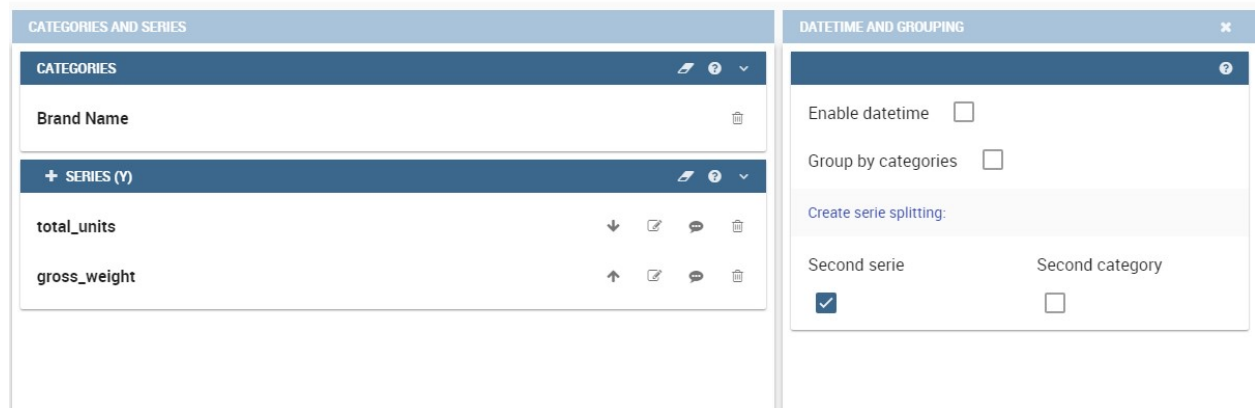 CATEGORIES AND SERIES
CATEGORIES
Brand Name
+ SERIES (Y)
total_units
gross_weight
DATETIME AND GROUPING
Enable datetime
Group by categories
Create serie splitting:
Second serie Second category